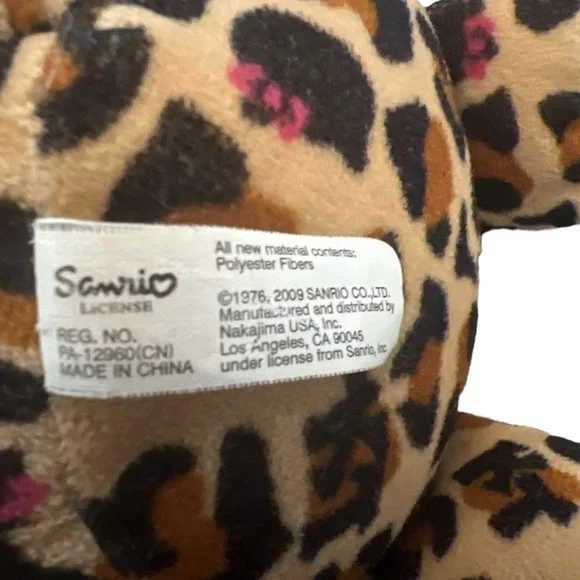 Sanrio
LICENSE
REG. NO.
PA-12960(CN)
MADE IN CHINA
All new material contents:
Polyester Fibers
©1976, 2009 SANRIO CO.,LTD.
Manufactured and distributed by
Nakajima USA, Inc.
Los Angeles, CA 90045
under license from Sanrio, Inc